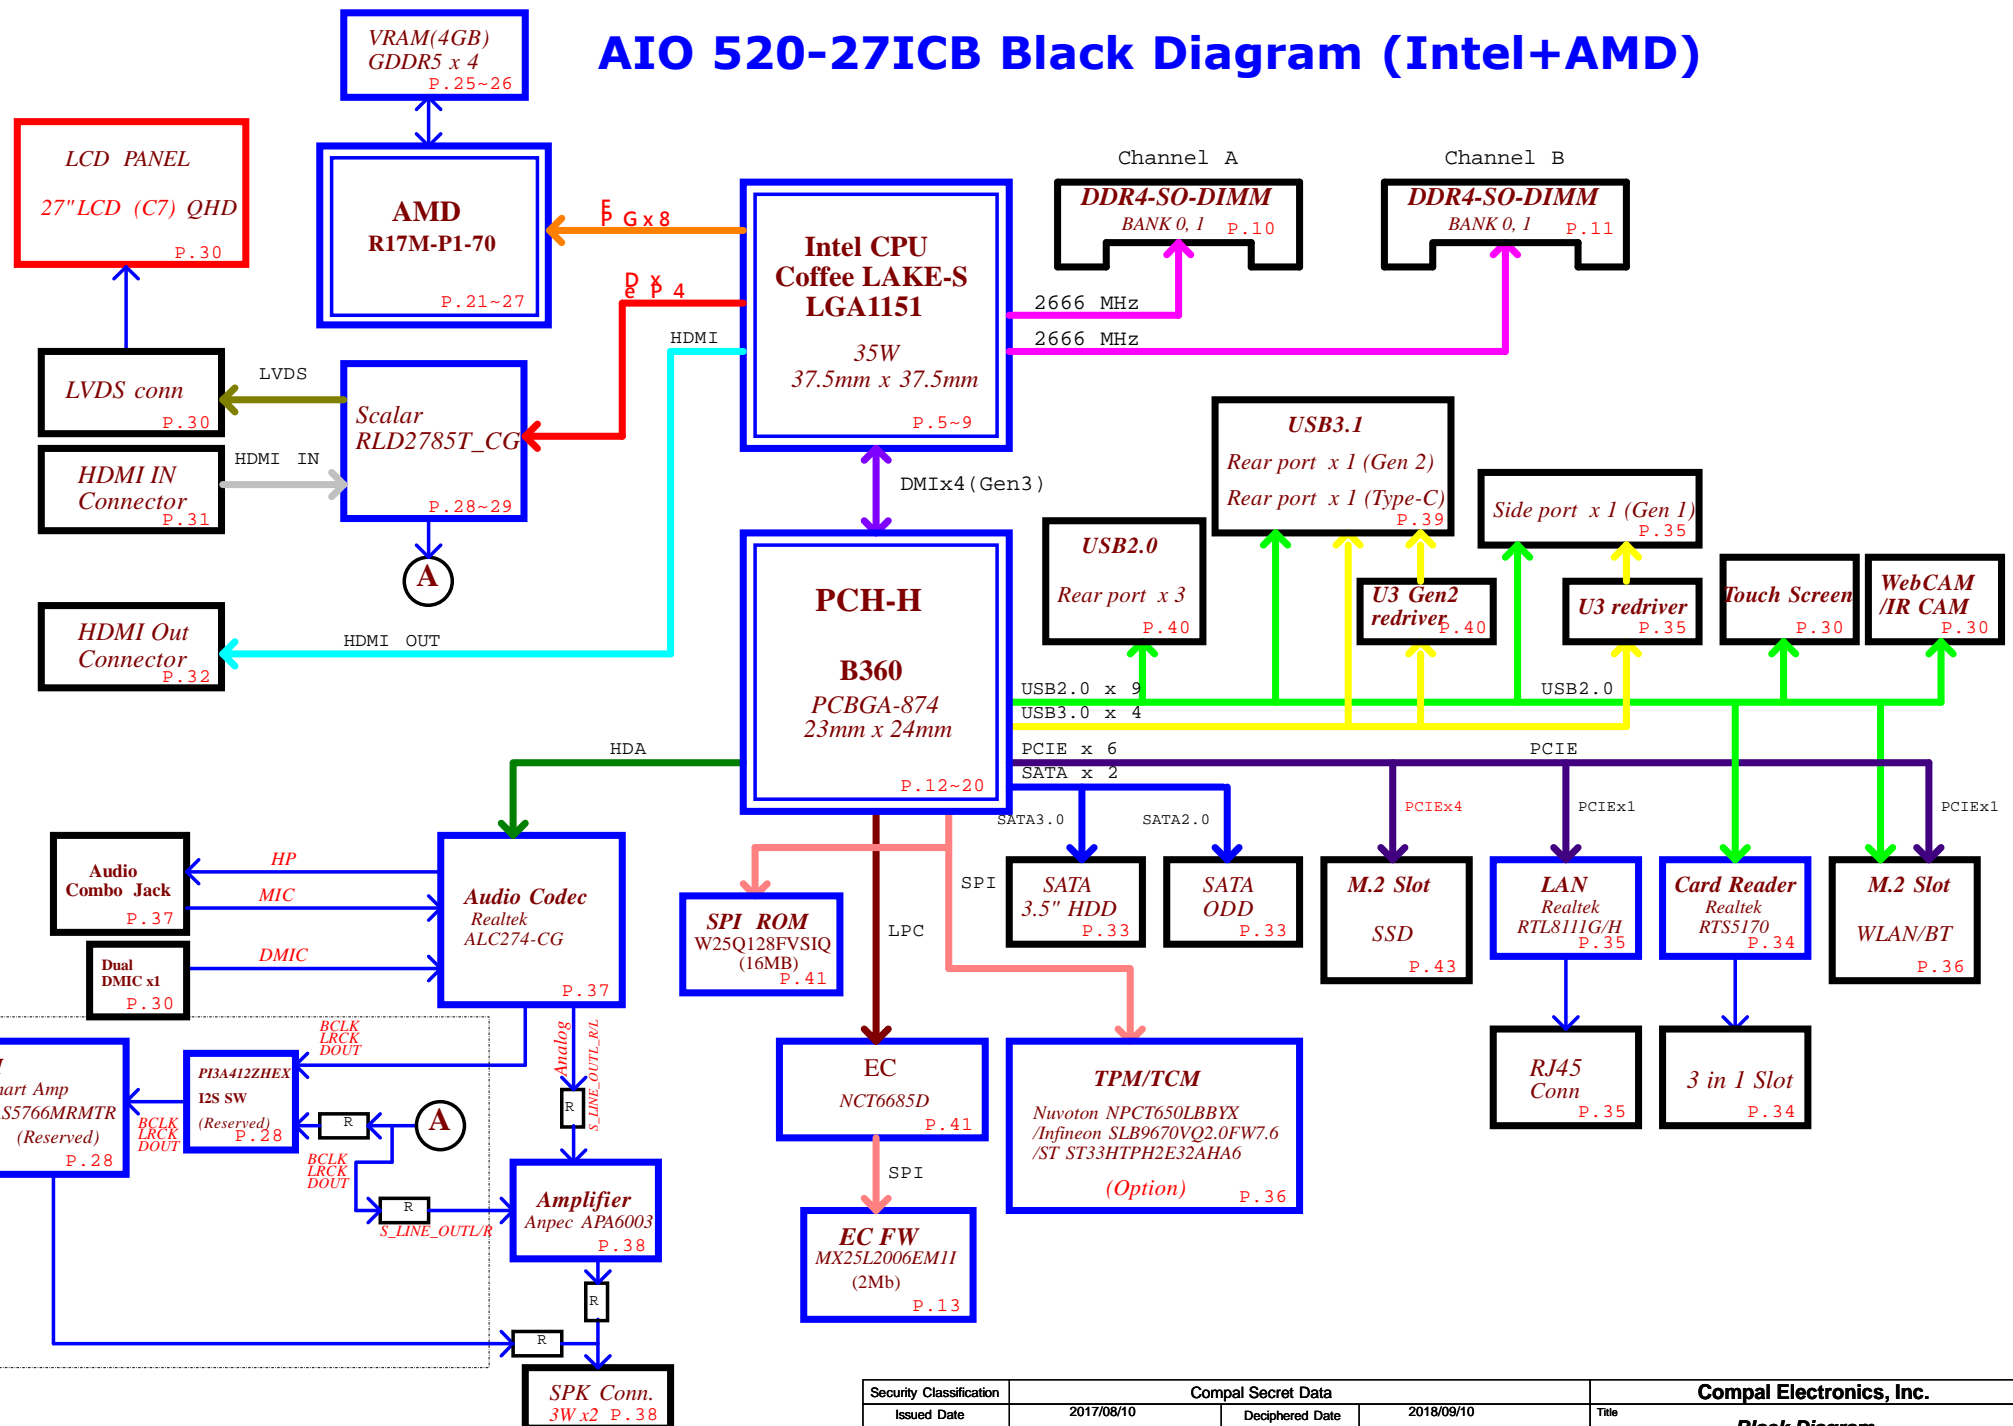 AIO 520-27ICB Black Diagram (Intel+AMD)
VRAM(4GB)
GDDR5 x 4
P.25~26
LCD PANEL
27"LCD (C7) QHD
P.30
AMD
R17M-P1-70
P.21~27
P Gx8
D x
e P 4
Intel CPU
Coffee LAKE-S
LGA1151
35W
37.5mm x 37.5mm
P.5~9
Channel A
DDR4-SO-DIMM
BANK 0, 1 P.10
Channel B
DDR4-SO-DIMM
BANK 0, 1 P.11
2666 MHz
2666 MHz
HDMI
LVDS conn
P.30
LVDS
Scalar
RLD2785T_CG
P.28~29
HDMI IN
Connector
P.31
HDMI IN
A
HDMI Out
Connector
P.32
HDMI OUT
DMIx4(Gen3)
USB3.1
Rear port x 1 (Gen 2)
Rear port x 1 (Type-C)
P.39
Side port x 1 (Gen 1)
P.35
USB2.0
Rear port x 3
P.40
U3 Gen2
redriver
P.40
U3 redriver
P.35
Touch Screen
P.30
WebCAM
/IR CAM
P.30
PCH-H
B360
PCBGA-874
23mm x 24mm
P.12~20
USB2.0 x 9
USB2.0
USB3.0 x 4
PCIE x 6
PCIE
SATA x 2
HDA
SATA3.0
SATA2.0
PCIEx4
PCIEx1
PCIEx1
Audio
Combo Jack
P.37
HP
MIC
Audio Codec
Realtek
ALC274-CG
P.37
Dual
DMIC x1
P.30
DMIC
SPI ROM
W25Q128FVSIQ
(16MB)
P.41
LPC
SPI
SATA
3.5" HDD
P.33
SATA
ODD
P.33
M.2 Slot
SSD
P.43
LAN
Realtek
RTL8111G/H
P.35
Card Reader
Realtek
RTS5170
P.34
M.2 Slot
WLAN/BT
P.36
BCLK
LRCK
DOUT
Analog
S_LINE_OUTL_R/L
S5766MRMTR
(Reserved)
P.28
BCLK
LRCK
DOUT
PI3A412ZHEX
I2S SW
(Reserved)
P.28
R
A
BCLK
LRCK
DOUT
R
R
S_LINE_OUTL/R
Amplifier
Anpec APA6003
P.38
R
R
SPK Conn.
3W x2 P.38
EC
NCT6685D
P.41
SPI
EC FW
MX25L2006EM1I
(2Mb)
P.13
TPM/TCM
Nuvoton NPCT650LBBYX
/Infineon SLB9670VQ2.0FW7.6
/ST ST33HTPH2E32AHA6
(Option)
P.36
RJ45
Conn
P.35
3 in 1 Slot
P.34
Security Classification
Compal Secret Data
Compal Electronics, Inc.
Issued Date
2017/08/10
Deciphered Date
2018/09/10
Title
Black Diagram